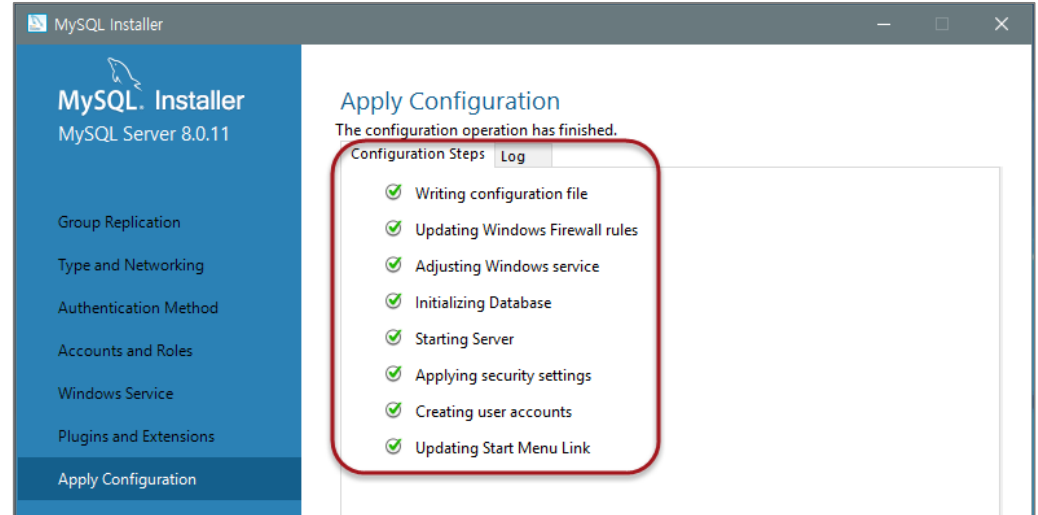 MySQL Installer
MySQL. Installer
MySQL Server 8.0.11
Group Replication
Type and Networking
Authentication Method
Accounts and Roles
Windows Service
Plugins and Extensions
Apply Configuration
Apply Configuration
The configuration operation has finished.
Configuration Steps Log
Writing configuration file
Updating Windows Firewall rules
Adjusting Windows service
Initializing Database
Starting Server
Applying security settings
Creating user accounts
Updating Start Menu Link